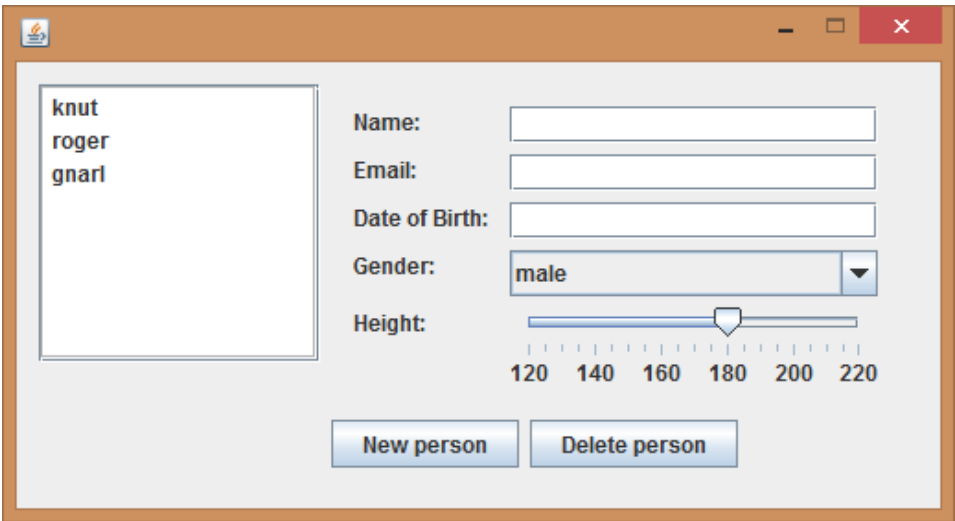 knut
roger
gnarl
Name:
Email:
Date of Birth:
Gender: male
Height:
120 140 160 180 200 220
New person Delete person